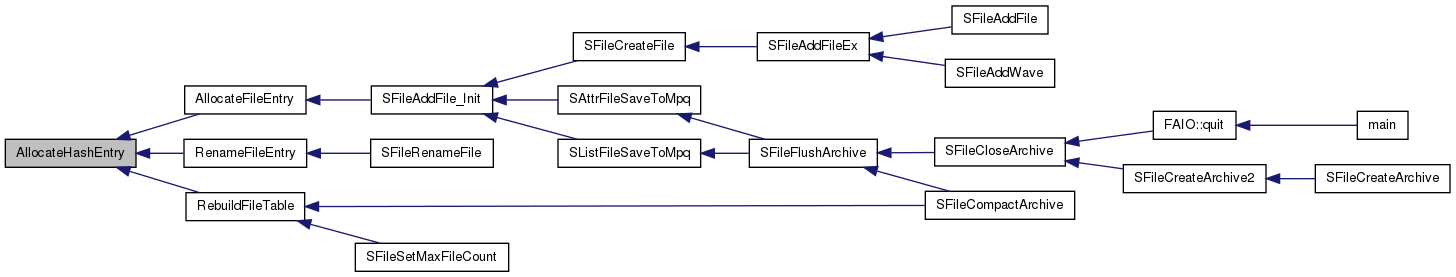 SFileAddFile
SFileCreateFile
SFileAddFileEx
SFileAddWave
AllocateFileEntry
SFileAddFile_Init
SAttrFileSaveToMpq
FAIO::quit
main
AllocateHashEntry
RenameFileEntry
SFileRenameFile
SListFileSaveToMpq
SFileFlushArchive
SFileCloseArchive
SFileCreateArchive2
SFileCreateArchive
RebuildFileTable
SFileCompactArchive
SFileSetMaxFileCount